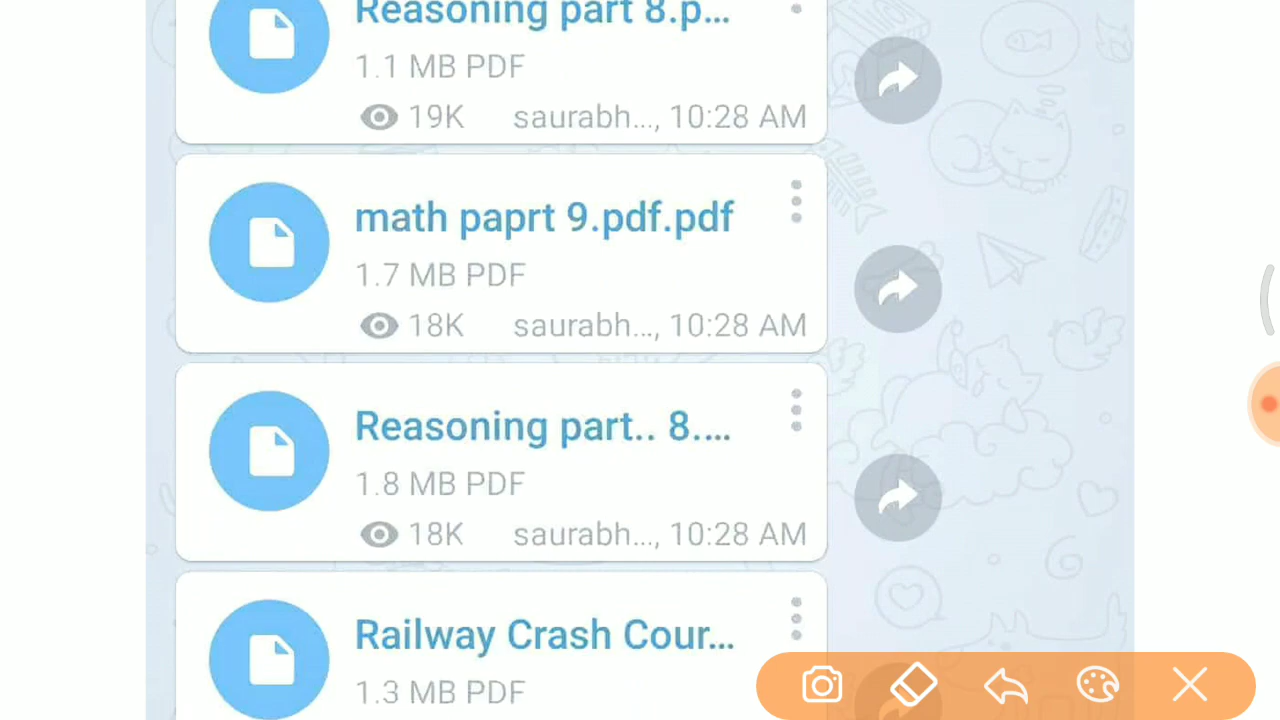 Reasoning part 8.p...
1.1 MB PDF
19K saurabh..., 10:28 AM
math paprt 9.pdf.pdf
1.7 MB PDF
18K saurabh..., 10:28 AM
Reasoning part.. 8....
1.8 MB PDF
18K saurabh..., 10:28 AM
Railway Crash Cour...
1.3 MB PDF